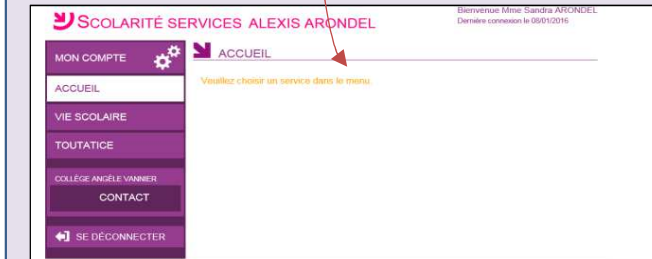 SCOLARITÉ SERVICES ALEXIS ARONDEL
Bienvenue Mme Sandra ARONDEL
Dernière connexion le 08/01/2016
MON COMPTE
ACCUEIL
VIE SCOLAIRE
TOUTATICE
COLLÈGE ANGÈLE VANNIER
CONTACT
SE DÉCONNECTER
ACCUEIL
Veuillez choisir un service dans le menu.